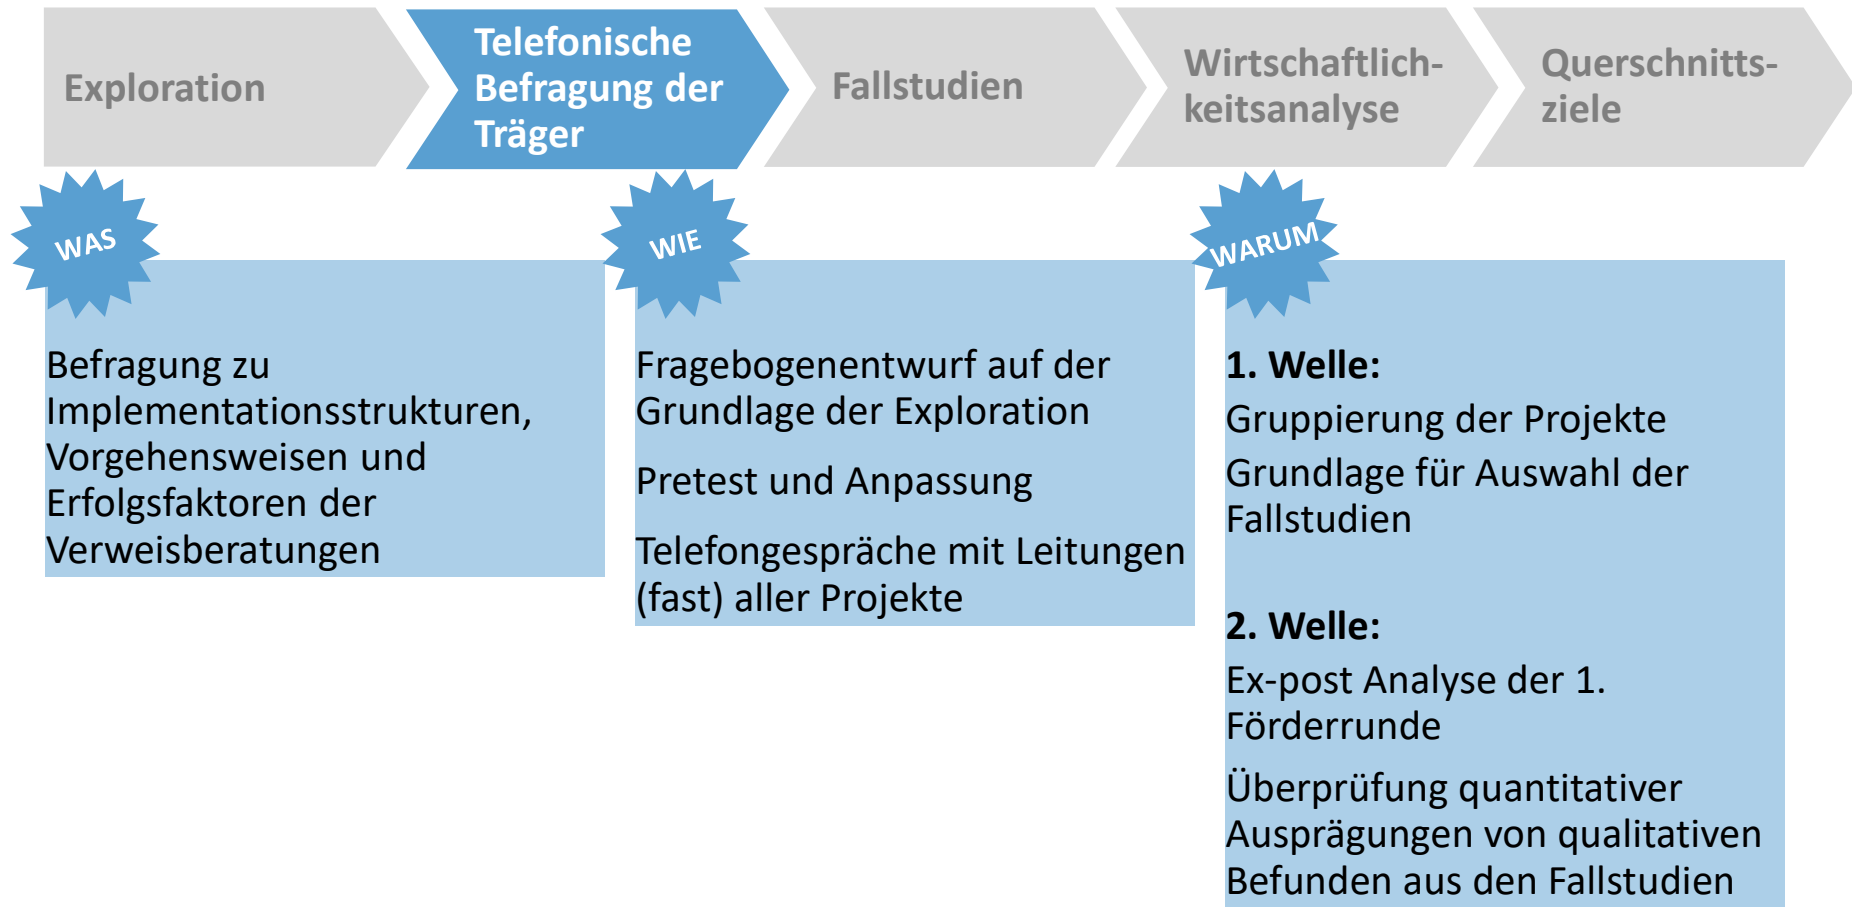 Exploration
Telefonische
Befragung der
Träger
Fallstudien
Wirtschaftlich-
keitsanalyse
Querschnitts-
ziele
WAS
Befragung zu
Implementationsstrukturen,
Vorgehensweisen und
Erfolgsfaktoren der
Verweisberatungen
WIE
Fragebogenentwurf auf der
Grundlage der Exploration
Pretest und Anpassung
Telefongespräche mit Leitungen
(fast) aller Projekte
WARUM
1. Welle:
Gruppierung der Projekte
Grundlage für Auswahl der
Fallstudien
2. Welle:
Ex-post Analyse der 1.
Förderrunde
Überprüfung quantitativer
Ausprägungen von qualitativen
Befunden aus den Fallstudien